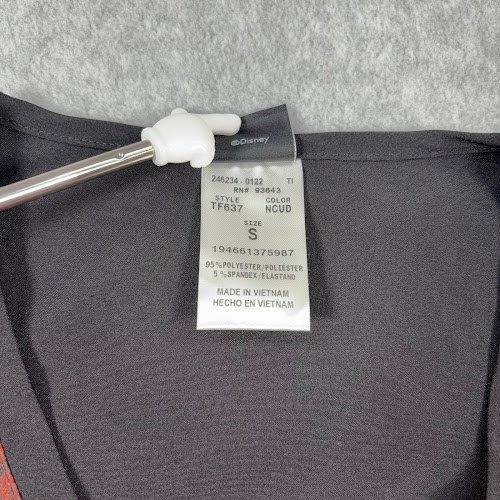 ©Disney
246234-0122 TI
RN# 93643
STYLE COLOR
TF637 NCUD
SIZE
S
194661375987
95% POLYESTER/POLIÉSTER
5% SPANDEX/ELASTANO
MADE IN VIETNAM
HECHO EN VIETNAM